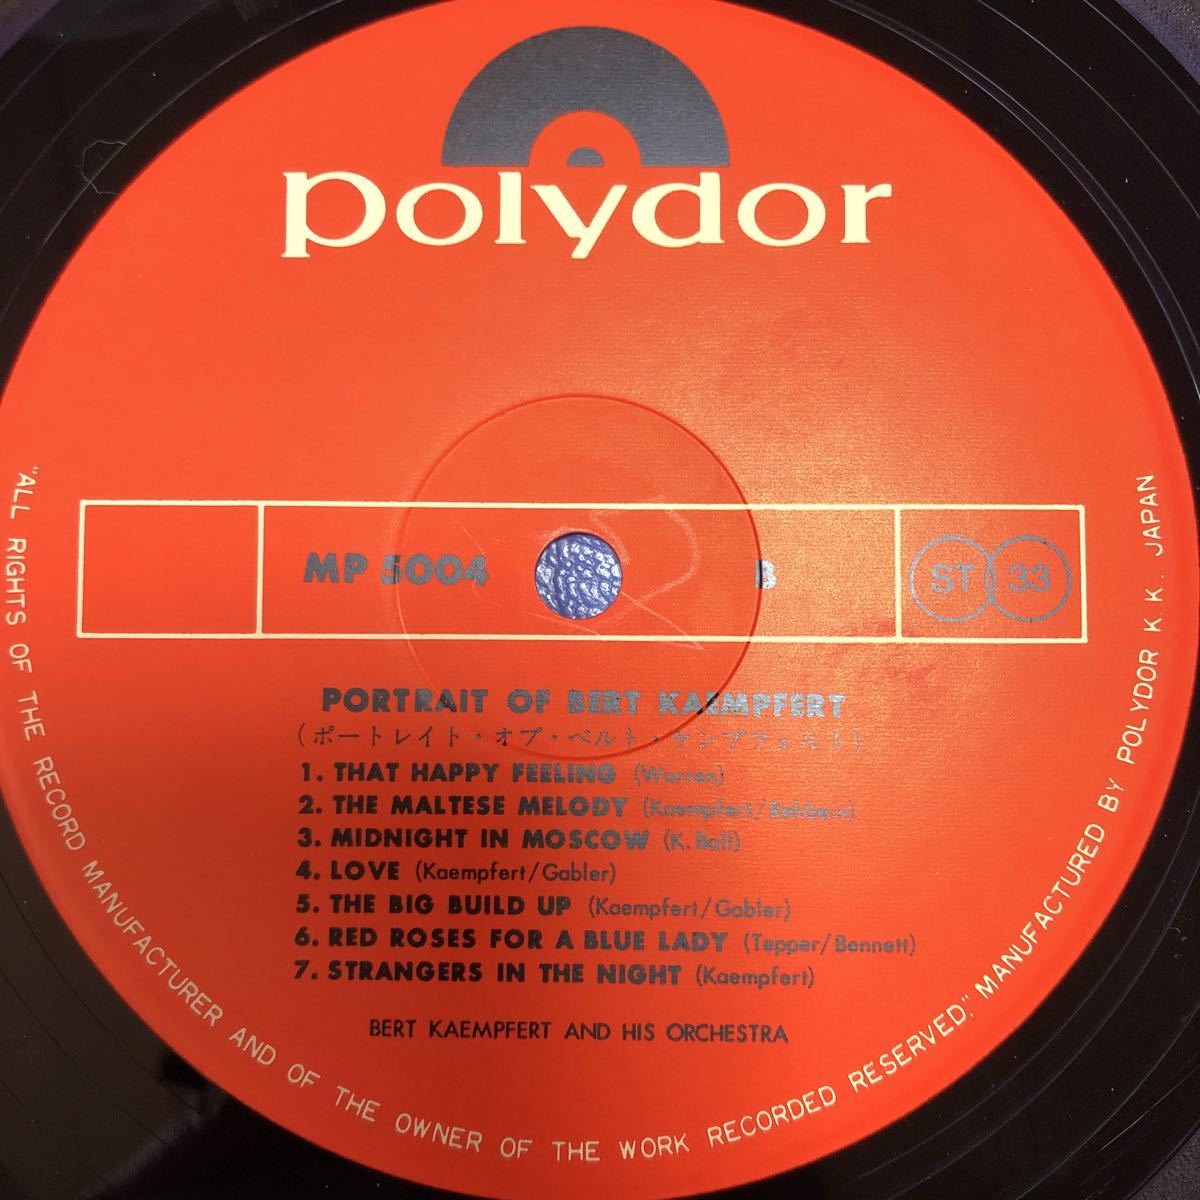 polydor
MP 5004 B ST 33
PORTRAIT OF BERT KAEMPFERT
(ポートレイト・オブ・ベルト・ケンプフェルト)
1. THAT HAPPY FEELING (Warren)
2. THE MALTESE MELODY (Kaempfert/Rehbein)
3. MIDNIGHT IN MOSCOW (K. Ball)
4. LOVE (Kaempfert/Gabler)
5. THE BIG BUILD UP (Kaempfert/Gabler)
6. RED ROSES FOR A BLUE LADY (Tepper/Bennett)
7. STRANGERS IN THE NIGHT (Kaempfert)
BERT KAEMPFERT AND HIS ORCHESTRA
"ALL RIGHTS OF THE RECORD MANUFACTURER AND OF THE OWNER OF THE WORK RECORDED RESERVED," MANUFACTURED BY POLYDOR K. K. JAPAN